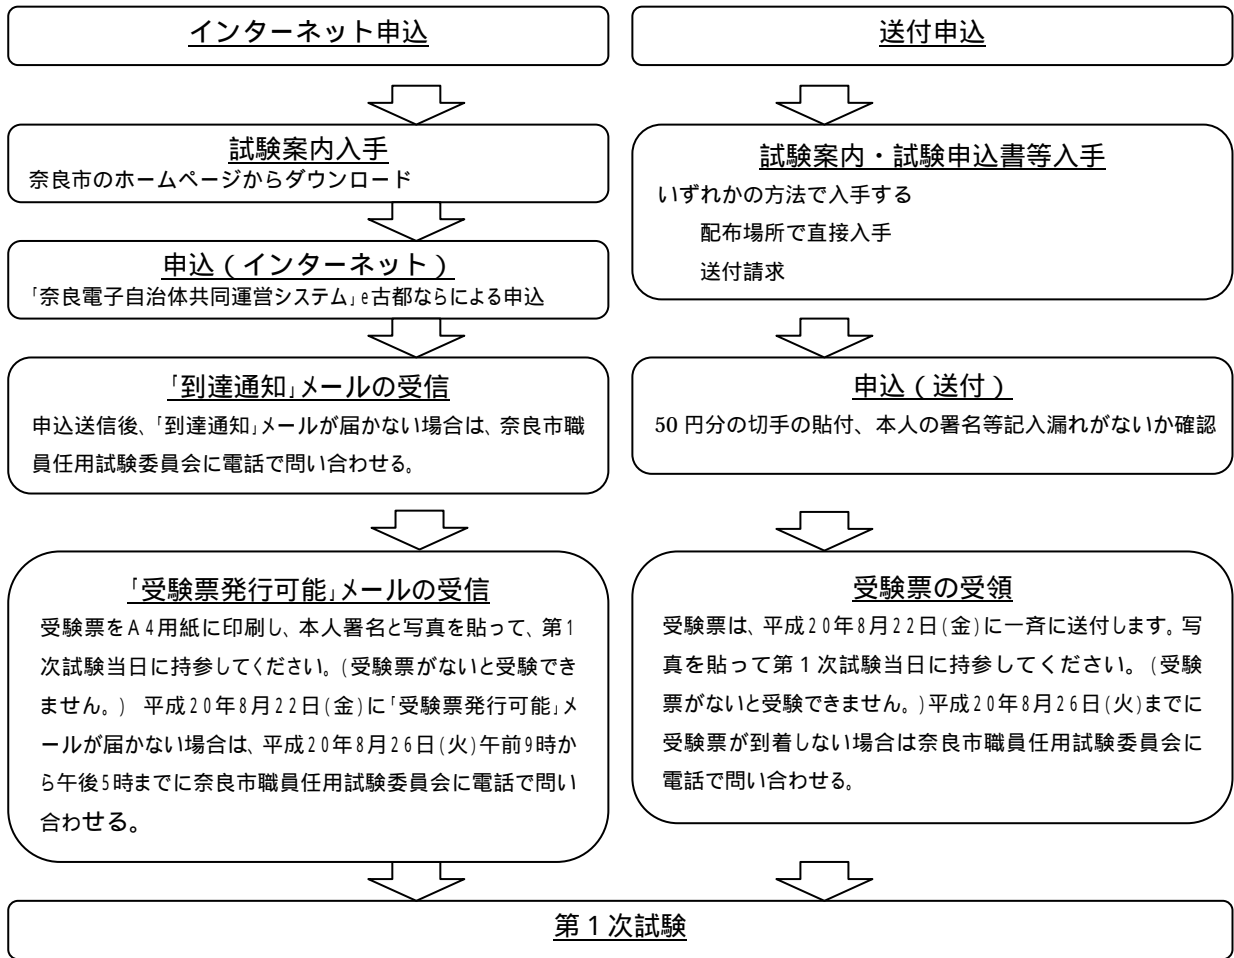 インターネット申込
試験案内入手
奈良市のホームページからダウンロード
申込（インターネット）
「奈良電子自治体共同運営システム」e古都ならによる申込
「到達通知」メールの受信
申込送信後、「到達通知」メールが届かない場合は、奈良市職
員任用試験委員会に電話で問い合わせる。
「受験票発行可能」メールの受信
受験票をA4用紙に印刷し、本人署名と写真を貼って、第1
次試験当日に持参してください。(受験票がないと受験でき
ません。) 平成20年8月22日(金)に「受験票発行可能」メ
ールが届かない場合は、平成20年8月26日(火)午前9時か
ら午後5時までに奈良市職員任用試験委員会に電話で問い
合わせる。
送付申込
試験案内・試験申込書等入手
いずれかの方法で入手する
配布場所で直接入手
送付請求
申込（送付）
50円分の切手の貼付、本人の署名等記入漏れがないか確認
受験票の受領
受験票は、平成20年8月22日(金)に一斉に送付します。写
真を貼って第1次試験当日に持参してください。(受験
票がないと受験できません。)平成20年8月26日(火)までに
受験票が到着しない場合は奈良市職員任用試験委員会に
電話で問い合わせる。
第1次試験